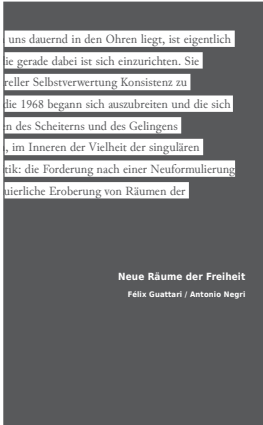 uns dauernd in den Ohren liegt, ist eigentlich
ie gerade dabei ist sich einzurichten. Sie
reller Selbstverwertung Konsistenz zu
die 1968 begann sich auszubreiten und die sich
n des Scheiterns und des Gelingens
, im Inneren der Vielheit der singulären
tik: die Forderung nach einer Neuformulierung
uierliche Eroberung von Räumen der
Neue Räume der Freiheit
Félix Guattari / Antonio Negri